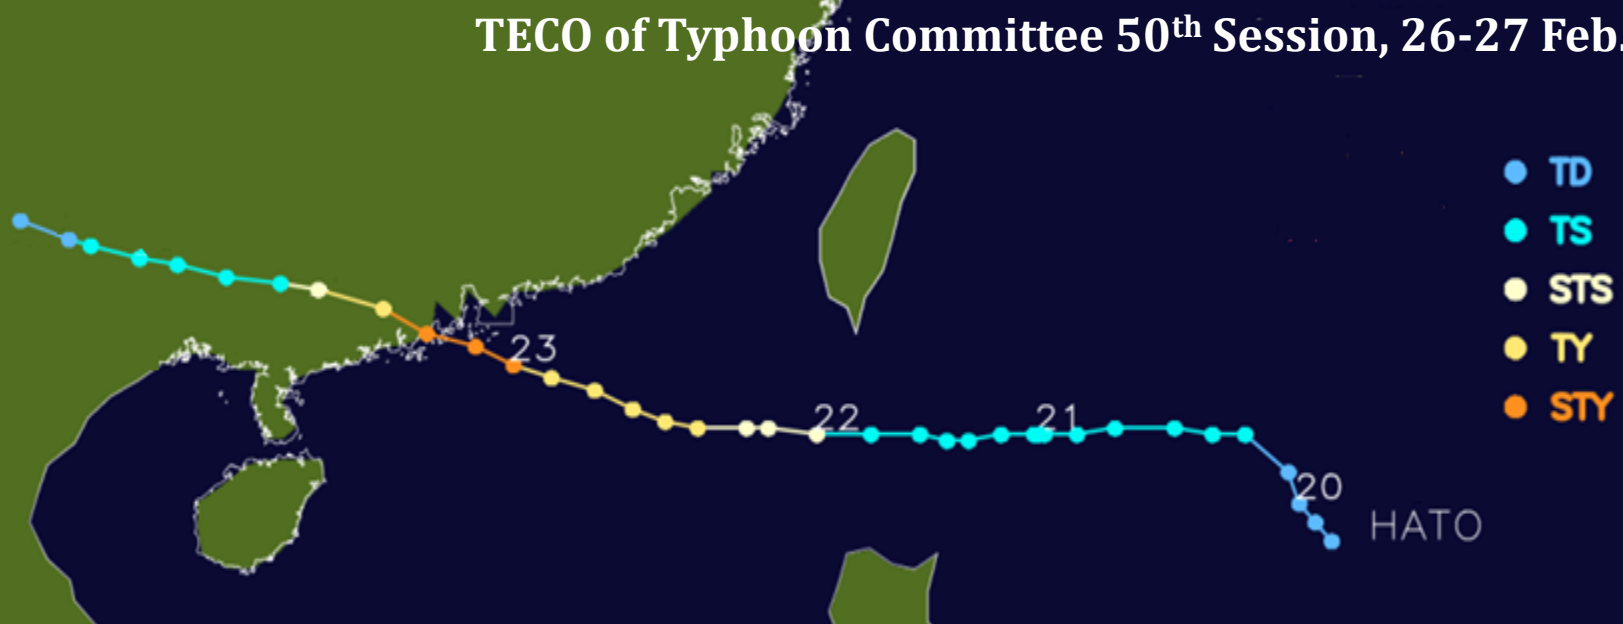 TECO of Typhoon Committee 50th Session, 26-27 Feb.
TD
TS
STS
TY
STY
23
22
21
20
HATO